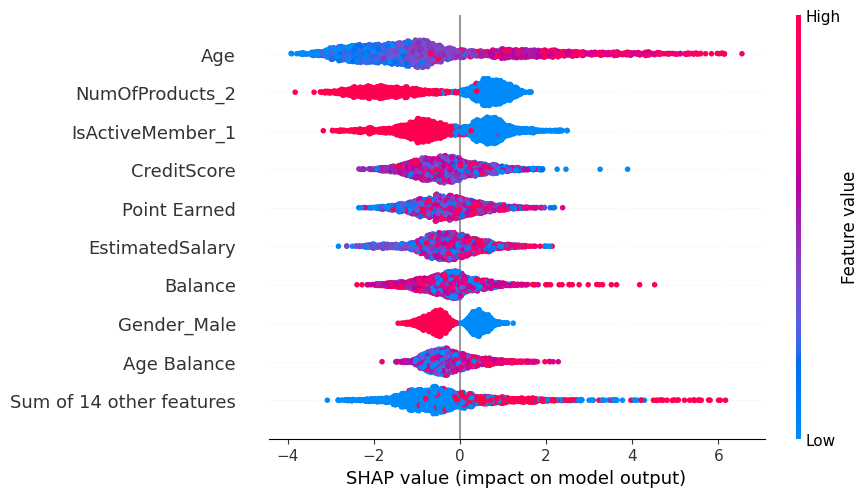 High
Age
NumOfProducts_2
IsActiveMember_1
CreditScore
Point Earned
EstimatedSalary
Balance
Gender_Male
Age Balance
Sum of 14 other features
Feature value
Low
−4 −2 0 2 4 6
SHAP value (impact on model output)